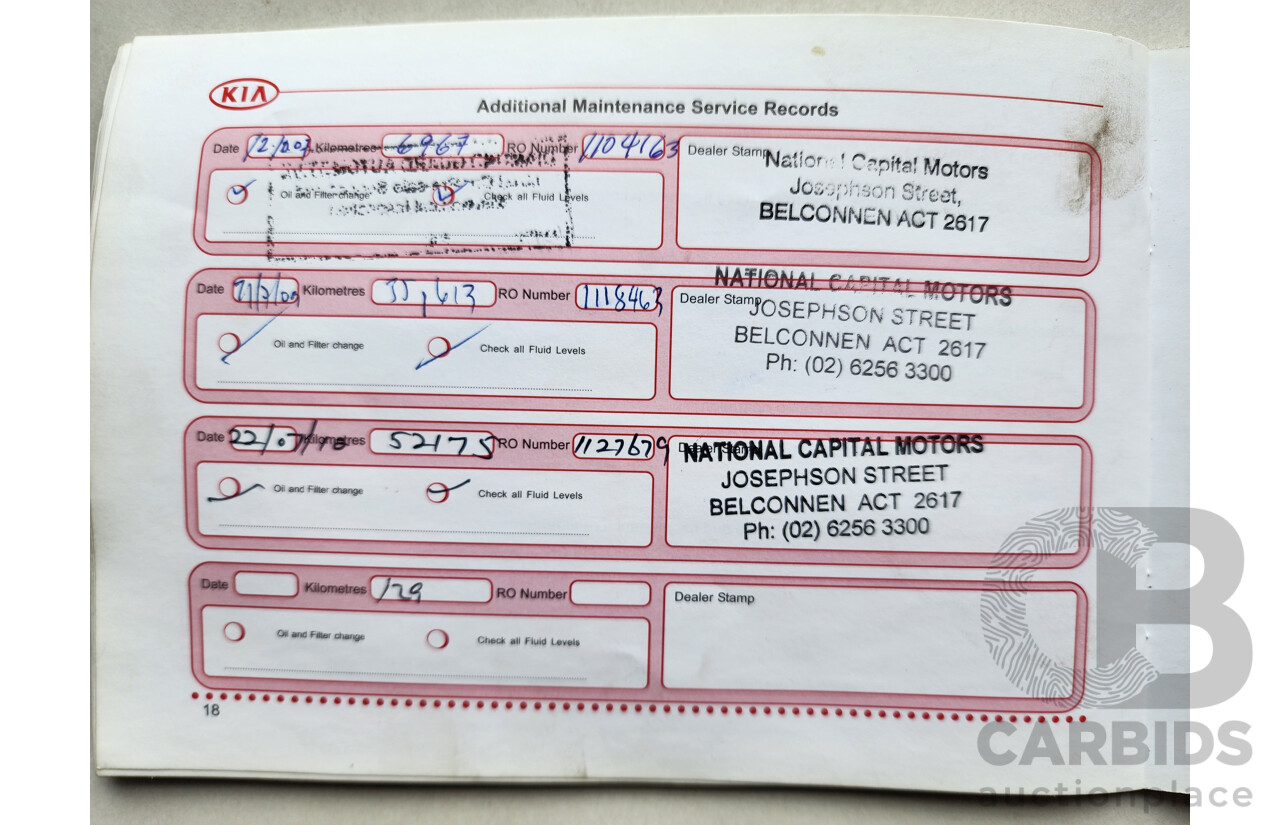 KIA
Additional Maintenance Service Records
Date Kilometres 6967 RO Number 1104163
Dealer Stamp
National Capital Motors
Josephson Street,
BELCONNEN ACT 2617
Oil and Filter change Check all Fluid Levels
Date Kilometres 35,613 RO Number 1118463
Dealer Stamp
NATIONAL CAPITAL MOTORS
JOSEPHSON STREET
BELCONNEN ACT 2617
Ph: (02) 6256 3300
Oil and Filter change Check all Fluid Levels
Date 22/07/10 Kilometres 52175 RO Number 1127679
Dealer Stamp
NATIONAL CAPITAL MOTORS
JOSEPHSON STREET
BELCONNEN ACT 2617
Ph: (02) 6256 3300
Oil and Filter change Check all Fluid Levels
Date Kilometres 129 RO Number
Dealer Stamp
Oil and Filter change Check all Fluid Levels
18
CARBIDS
auctionplace